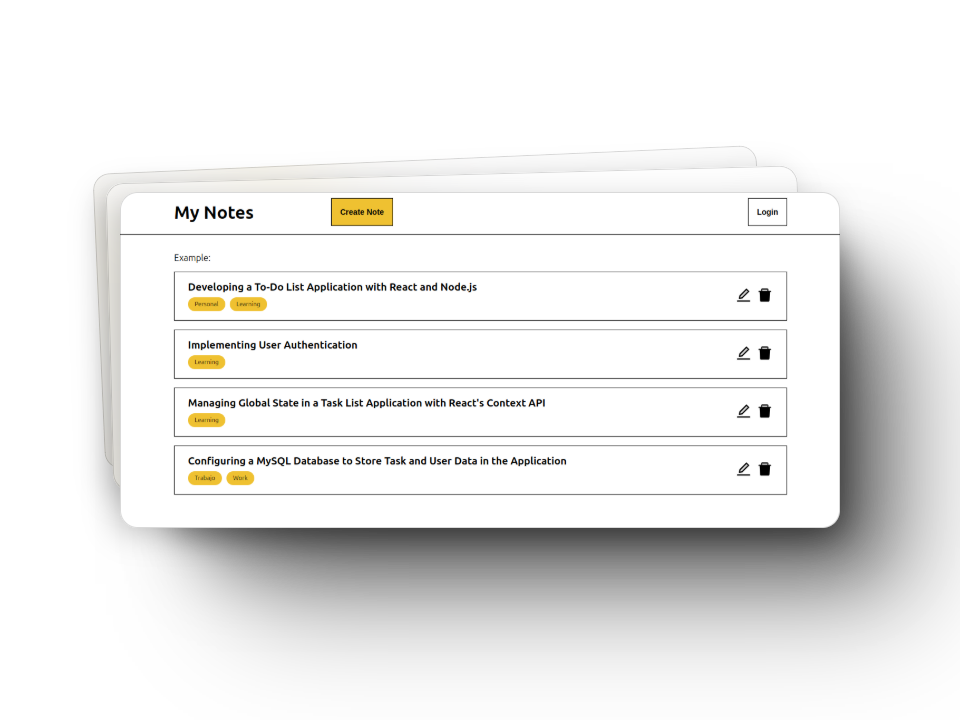 My Notes
Create Note
Login
Example:
Developing a To-Do List Application with React and Node.js
Personal Learning
Implementing User Authentication
Learning
Managing Global State in a Task List Application with React's Context API
Learning
Configuring a MySQL Database to Store Task and User Data in the Application
Trabajo Work